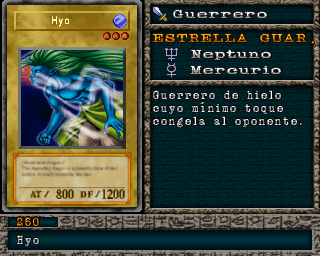 Hyo
Guerrero
ESTRELLA GUAR.
Neptuno
Mercurio
Guerrero de hielo
cuyo mínimo toque
congela al oponente.
AT/ 800 DF/1200
250
Hyo